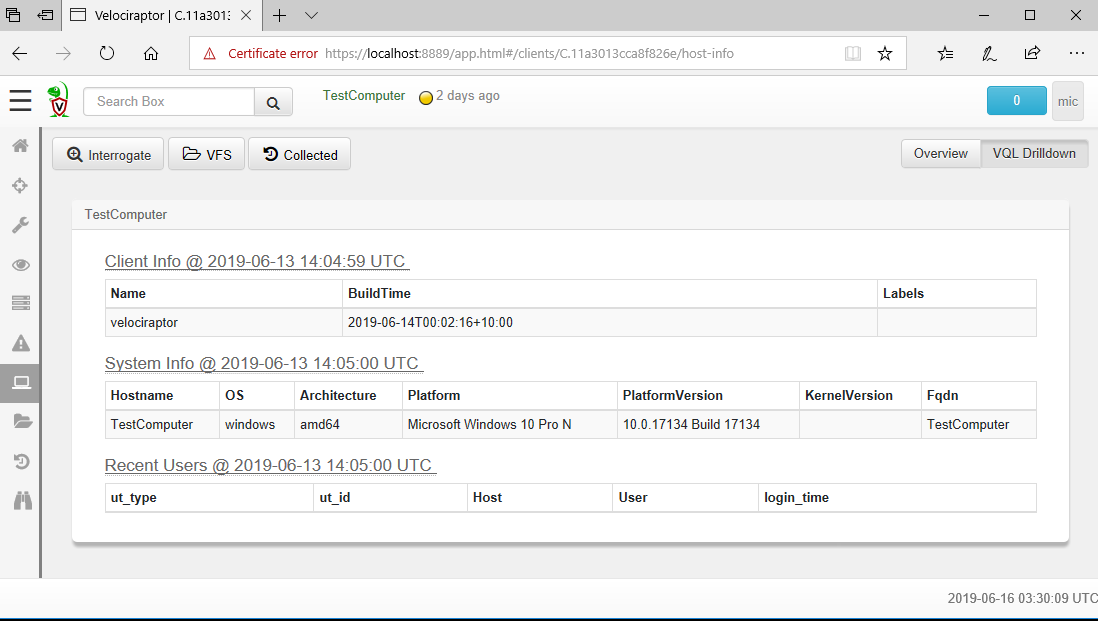 Velociraptor | C.11a3013
Certificate error https://localhost:8889/app.html#/clients/C.11a3013cca8f826e/host-info
V
Search Box
TestComputer 2 days ago
0
mic
Interrogate VFS Collected
Overview VQL Drilldown
TestComputer
Client Info @ 2019-06-13 14:04:59 UTC
Name BuildTime Labels
velociraptor 2019-06-14T00:02:16+10:00
System Info @ 2019-06-13 14:05:00 UTC
Hostname OS Architecture Platform PlatformVersion KernelVersion Fqdn
TestComputer windows amd64 Microsoft Windows 10 Pro N 10.0.17134 Build 17134 TestComputer
Recent Users @ 2019-06-13 14:05:00 UTC
ut_type ut_id Host User login_time
2019-06-16 03:30:09 UTC